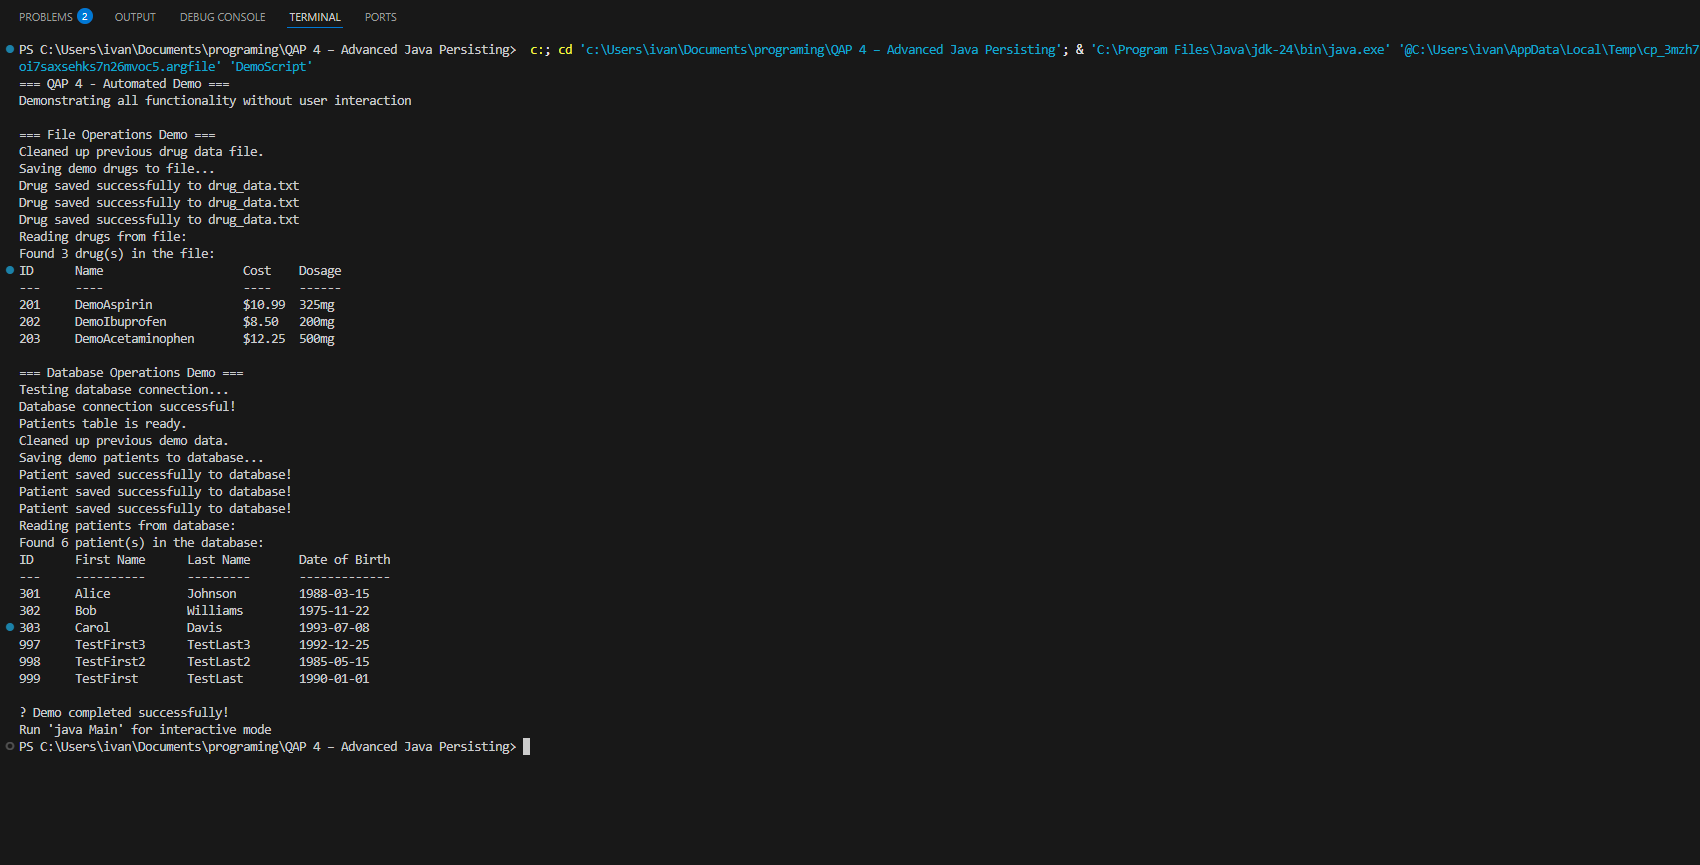 PROBLEMS 2 OUTPUT DEBUG CONSOLE TERMINAL PORTS
PS C:\Users\ivan\Documents\programing\QAP 4 – Advanced Java Persisting> c:; cd 'c:\Users\ivan\Documents\programing\QAP 4 – Advanced Java Persisting'; & 'C:\Program Files\Java\jdk-24\bin\java.exe' '@C:\Users\ivan\AppData\Local\Temp\cp_3mzh7
oi7saxsehks7n26mvoc5.argfile' 'DemoScript'
=== QAP 4 - Automated Demo ===
Demonstrating all functionality without user interaction
=== File Operations Demo ===
Cleaned up previous drug data file.
Saving demo drugs to file...
Drug saved successfully to drug_data.txt
Drug saved successfully to drug_data.txt
Drug saved successfully to drug_data.txt
Reading drugs from file:
Found 3 drug(s) in the file:
ID Name Cost Dosage
--- ---- ---- ------
201 DemoAspirin $10.99 325mg
202 DemoIbuprofen $8.50 200mg
203 DemoAcetaminophen $12.25 500mg
=== Database Operations Demo ===
Testing database connection...
Database connection successful!
Patients table is ready.
Cleaned up previous demo data.
Saving demo patients to database...
Patient saved successfully to database!
Patient saved successfully to database!
Patient saved successfully to database!
Reading patients from database:
Found 6 patient(s) in the database:
ID First Name Last Name Date of Birth
--- ---------- --------- -------------
301 Alice Johnson 1988-03-15
302 Bob Williams 1975-11-22
303 Carol Davis 1993-07-08
997 TestFirst3 TestLast3 1992-12-25
998 TestFirst2 TestLast2 1985-05-15
999 TestFirst TestLast 1990-01-01
? Demo completed successfully!
Run 'java Main' for interactive mode
PS C:\Users\ivan\Documents\programing\QAP 4 – Advanced Java Persisting>